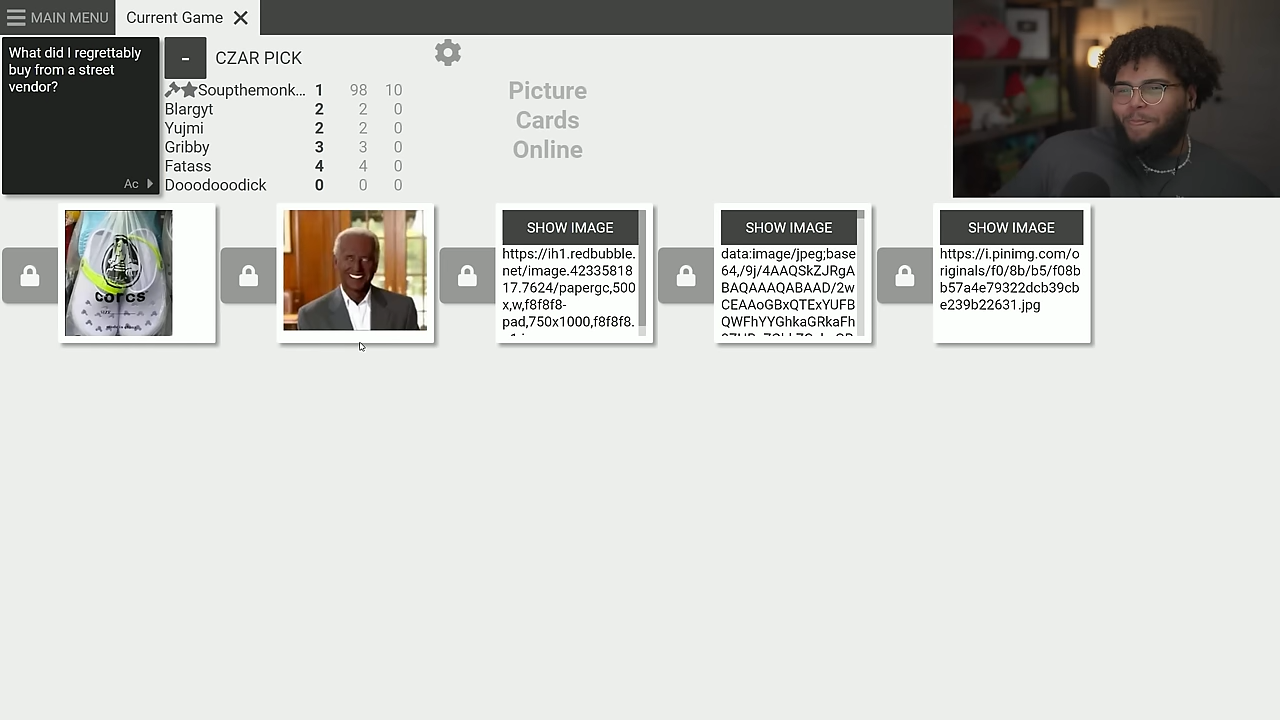 MAIN MENU
Current Game
What did I regrettably
buy from a street
vendor?
Ac
-
CZAR PICK
Soupthemonk... 1 98 10
Blargyt 2 2 0
Yujmi 2 2 0
Gribby 3 3 0
Fatass 4 4 0
Dooodooodick 0 0 0
Picture
Cards
Online
corcs
SHOW IMAGE
https://ih1.redbubble.
net/image.42335818
17.7624/papergc,500
x,w,f8f8f8-
pad,750x1000,f8f8f8.
SHOW IMAGE
data:image/jpeg;base
64,/9j/4AAQSkZJRgA
BAQAAAQABAAD/2w
CEAAoGBxQTExYUFB
QWFhYYGhkaGRkaFh
SHOW IMAGE
https://i.pinimg.com/o
riginals/f0/8b/b5/f08b
b57a4e79322dcb39cb
e239b22631.jpg